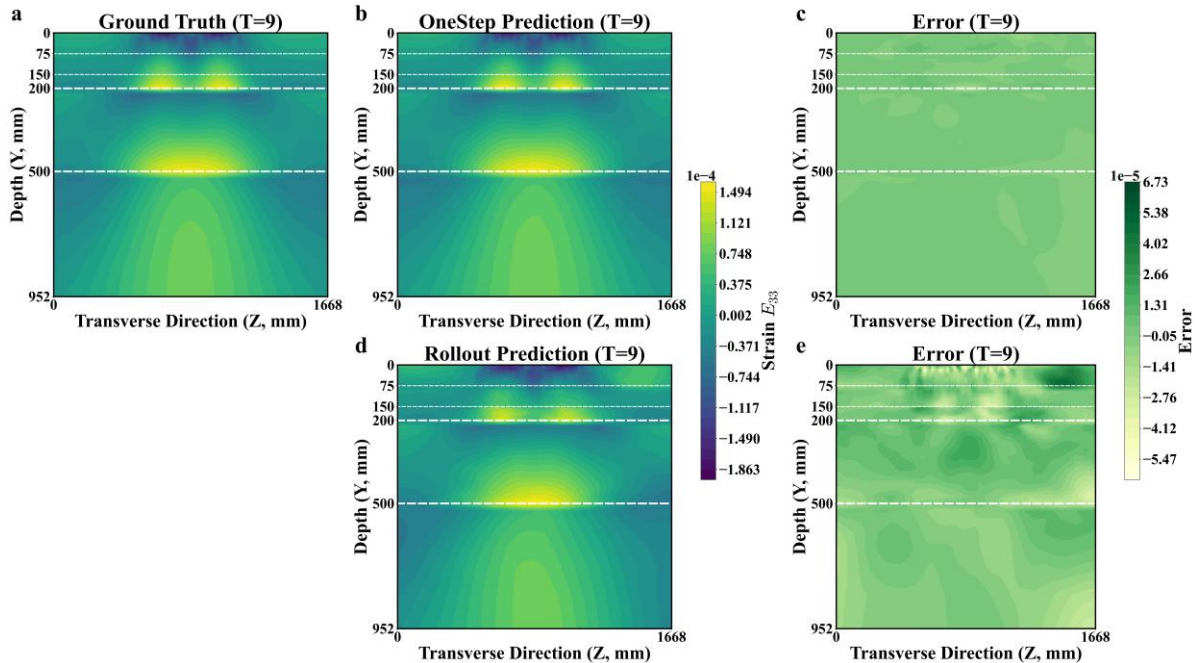 a
Ground Truth (T=9)
0
75
150
200
500
952
Depth (Y, mm)
0
1668
Transverse Direction (Z, mm)
b
OneStep Prediction (T=9)
0
75
150
200
500
952
Depth (Y, mm)
0
1668
Transverse Direction (Z, mm)
1e−4
1.494
1.121
0.748
0.375
0.002
−0.371
−0.744
−1.117
−1.490
−1.863
Strain E₃₃
c
Error (T=9)
0
75
150
200
500
952
Depth (Y, mm)
0
1668
Transverse Direction (Z, mm)
1e−5
6.73
5.38
4.02
2.66
1.31
−0.05
−1.41
−2.76
−4.12
−5.47
Error
d
Rollout Prediction (T=9)
0
75
150
200
500
952
Depth (Y, mm)
0
1668
Transverse Direction (Z, mm)
e
Error (T=9)
0
75
150
200
500
952
Depth (Y, mm)
0
1668
Transverse Direction (Z, mm)